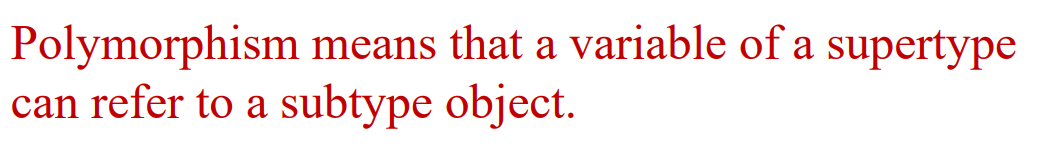 Polymorphism means that a variable of a supertype
can refer to a subtype object.